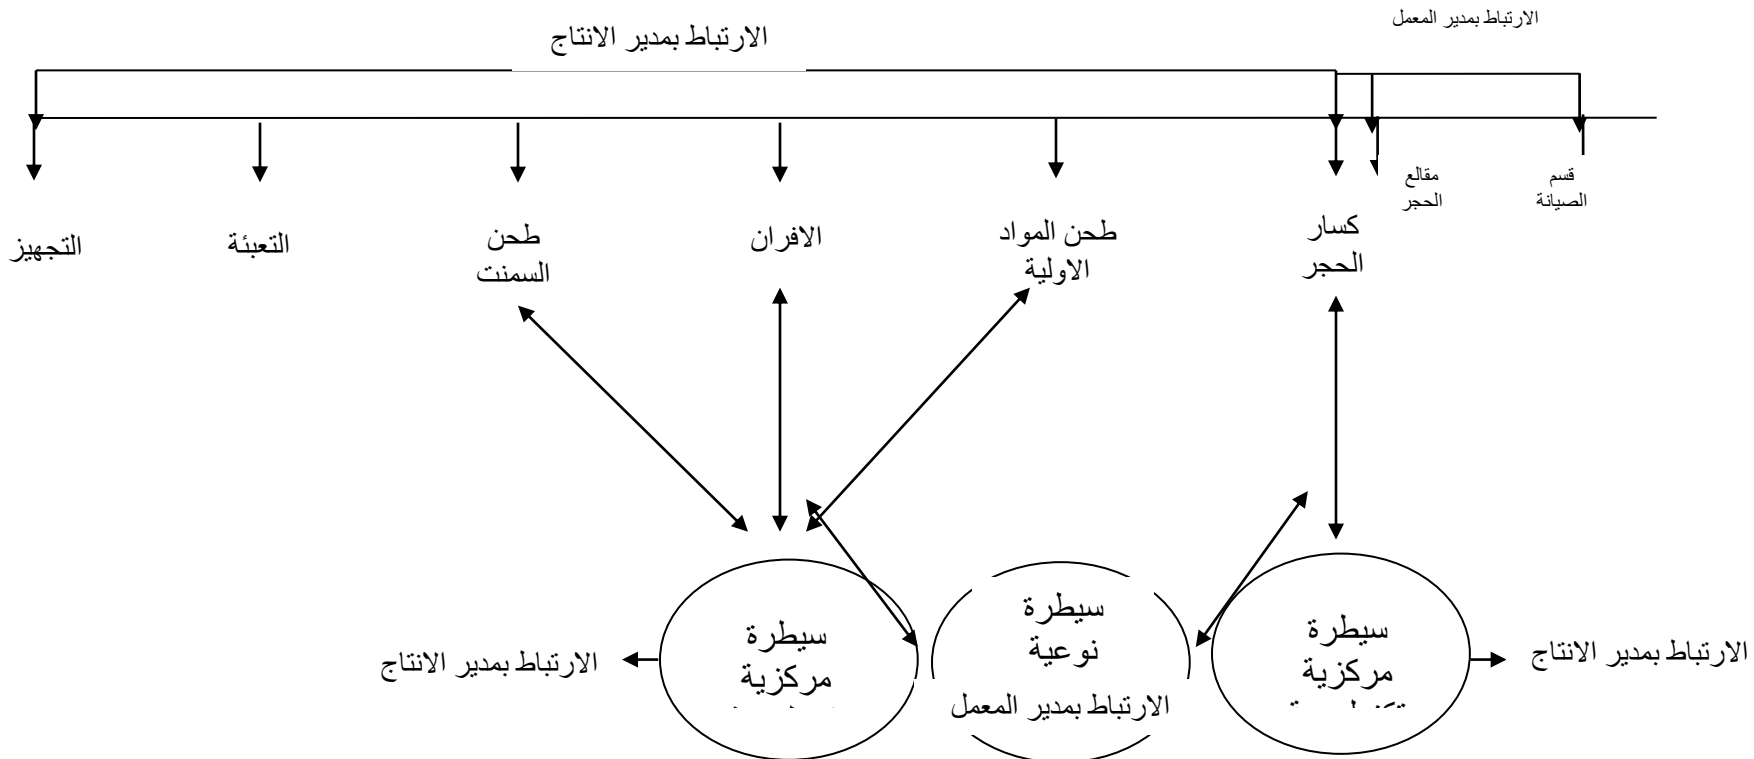 الارتباط بمدير المعمل
الارتباط بمدير الانتاج
قسم
الصيانة
مقالع
الحجر
كسار
الحجر
طحن المواد
الاولية
الافران
طحن
السمنت
التعبئة
التجهيز
سيطرة
مركزية
الارتباط بمدير الانتاج
سيطرة
نوعية
الارتباط بمدير المعمل
سيطرة
مركزية
الارتباط بمدير الانتاج